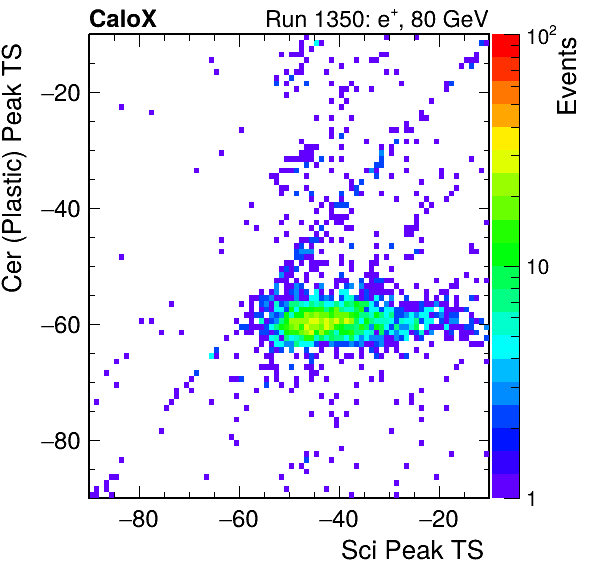 CaloX Run 1350: e⁺, 80 GeV
Cer (Plastic) Peak TS
−20
−40
−60
−80
−80 −60 −40 −20
Sci Peak TS
10²
10
1
Events